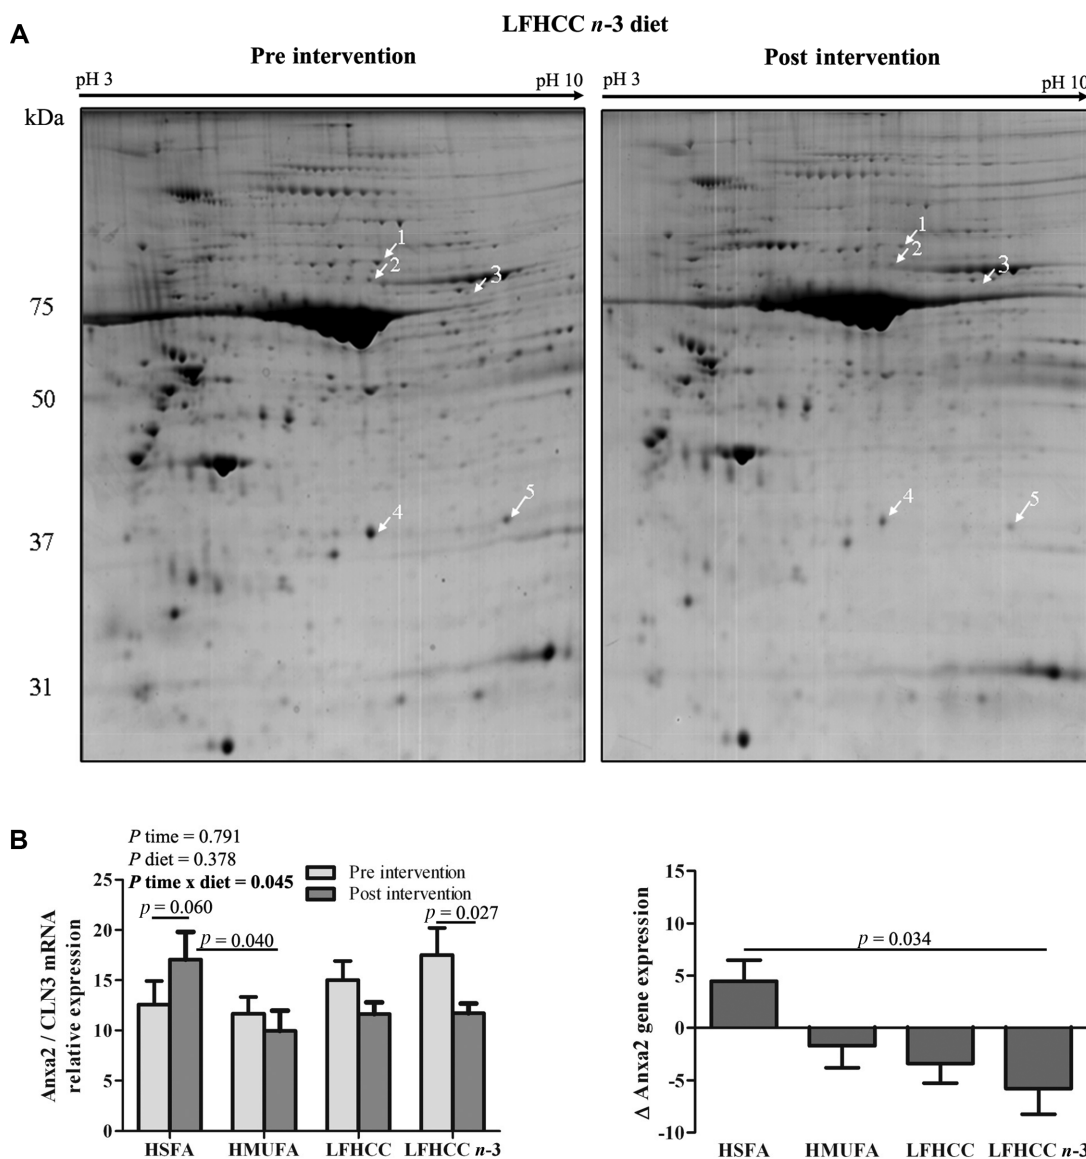 A
LFHCC n-3 diet
Pre intervention
Post intervention
pH 3
pH 10
pH 3
pH 10
kDa
75
50
37
31
1
2
3
4
5
1
2
3
4
5
B
P time = 0.791
P diet = 0.378
P time x diet = 0.045
Pre intervention
Post intervention
p = 0.060
p = 0.040
p = 0.027
Anxa2 / CLN3 mRNA
relative expression
25
20
15
10
5
0
HSFA
HMUFA
LFHCC
LFHCC n-3
Δ Anxa2 gene expression
15
10
5
0
-5
-10
p = 0.034
HSFA
HMUFA
LFHCC
LFHCC n-3